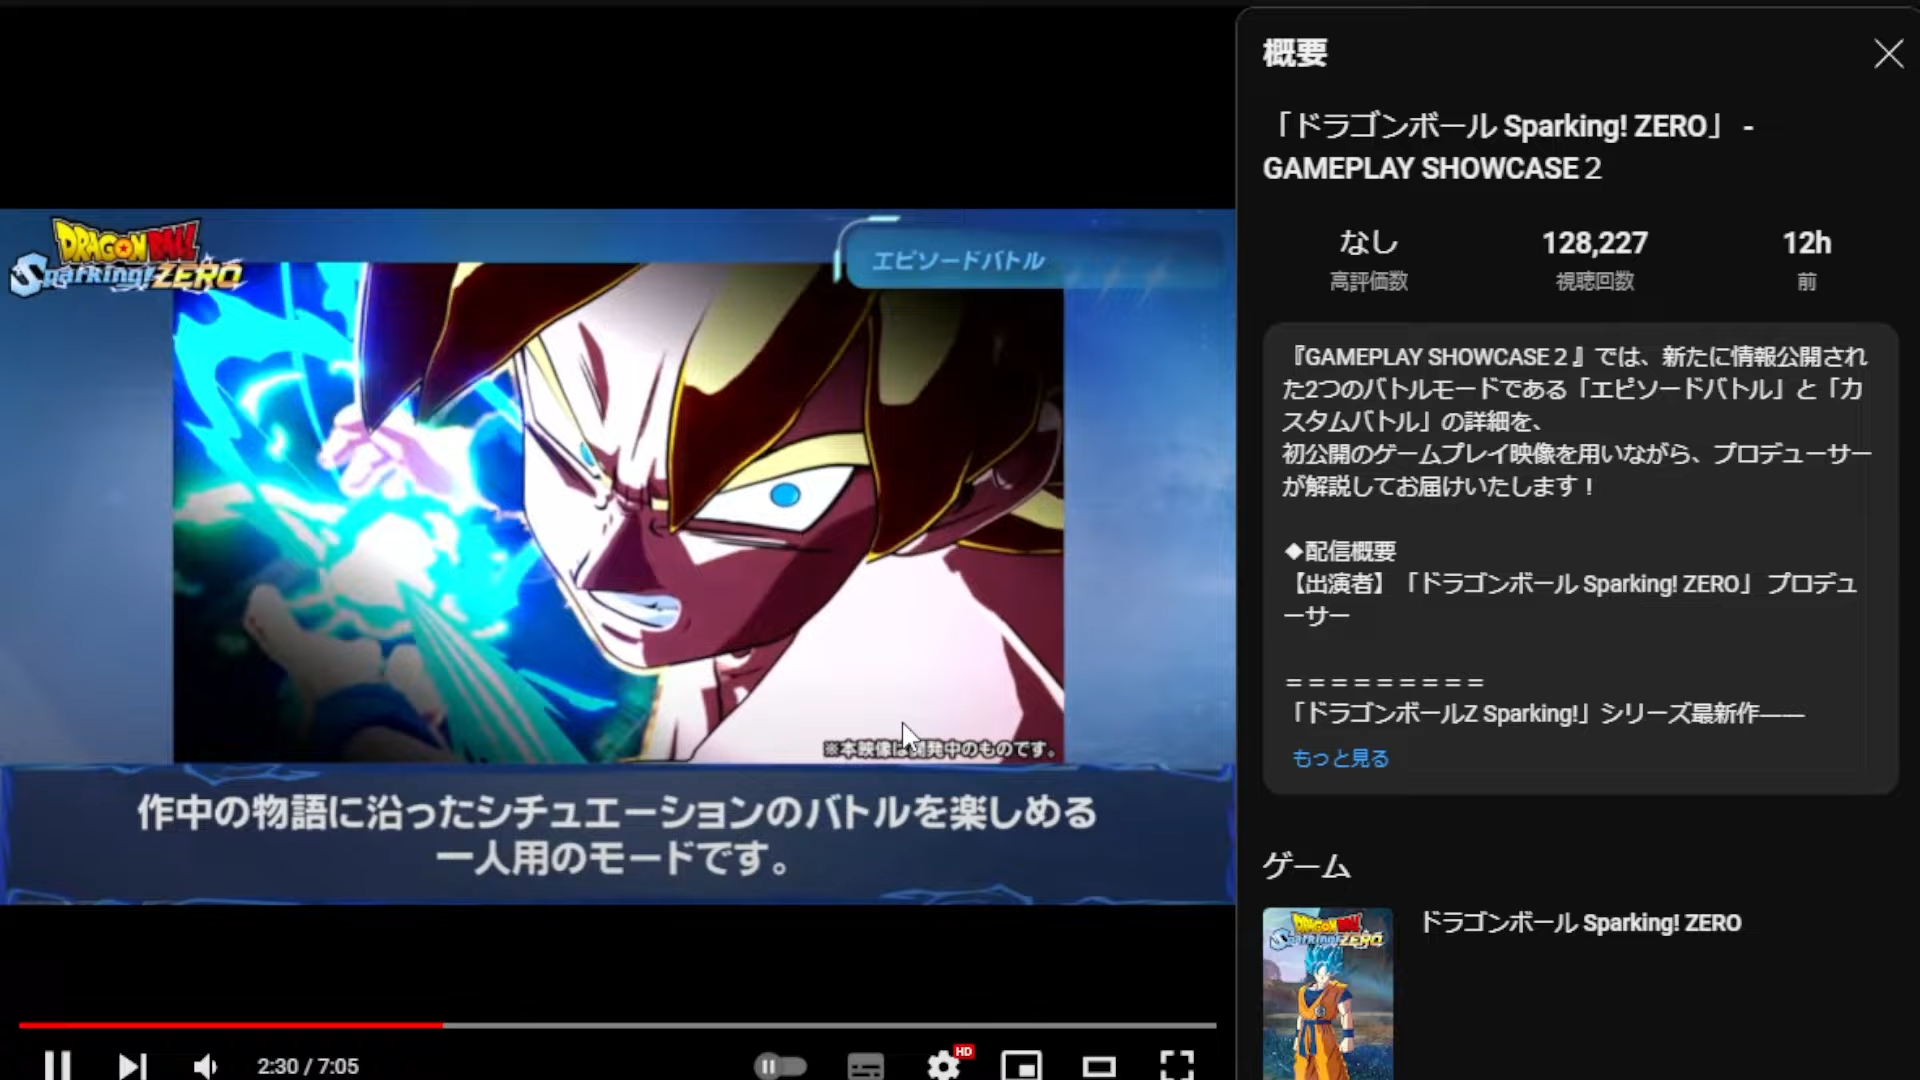 DRAGON BALL
Sparking! ZERO
エピソードバトル
※本映像は開発中のものです。
作中の物語に沿ったシチュエーションのバトルを楽しめる
一人用のモードです。
2:30 / 7:05
HD
概要
「ドラゴンボール Sparking! ZERO」 -
GAMEPLAY SHOWCASE２
なし
高評価数
128,227
視聴回数
12h
前
『GAMEPLAY SHOWCASE２』では、新たに情報公開され
た2つのバトルモードである「エピソードバトル」と「カ
スタムバトル」の詳細を、
初公開のゲームプレイ映像を用いながら、プロデューサー
が解説してお届けいたします！
◆配信概要
【出演者】「ドラゴンボール Sparking! ZERO」 プロデュ
ーサー
＝＝＝＝＝＝＝＝＝
「ドラゴンボールZ Sparking!」シリーズ最新作――
もっと見る
ゲーム
DRAGON BALL
Sparking! ZERO
ドラゴンボール Sparking! ZERO